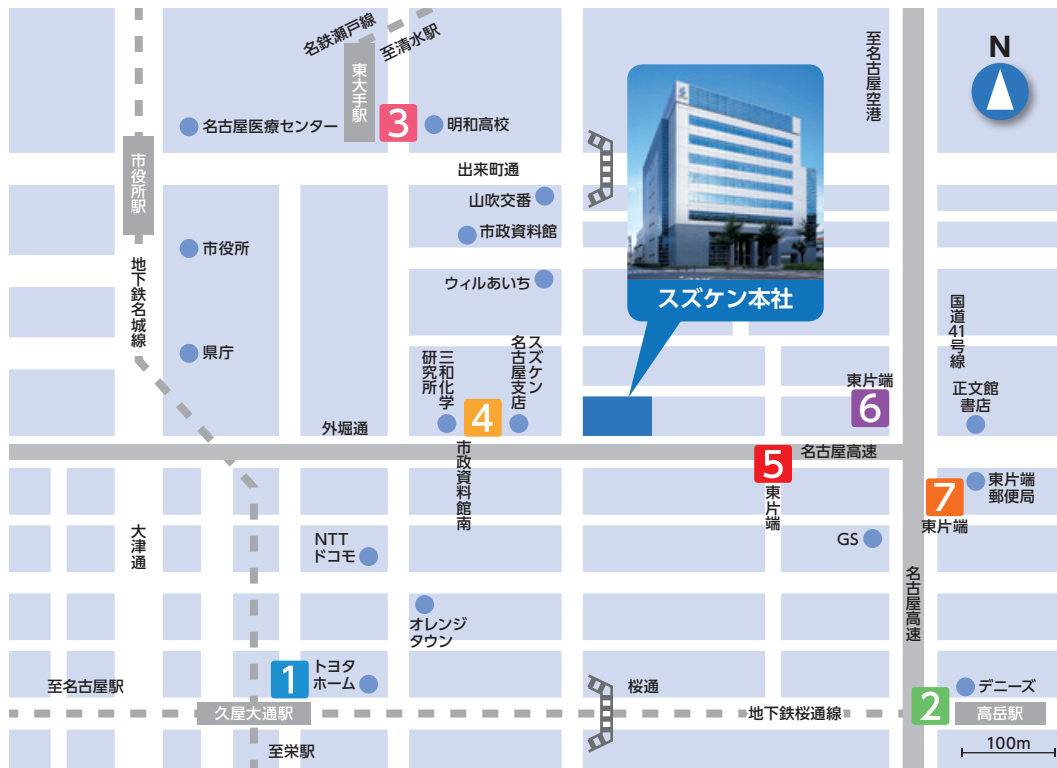 名鉄瀬戸線
至清水駅
東大手駅
3
名古屋医療センター
明和高校
至名古屋空港
N
市役所駅
出来町通
山吹交番
市政資料館
市役所
ウィルあいち
地下鉄名城線
スズケン本社
国道41号線
県庁
三和化学
研究所
スズケン
名古屋支店
4
東片端
6
正文館
書店
外堀通
市政資料館南
名古屋高速
5
東片端
東片端
郵便局
7
東片端
大津通
NTT
ドコモ
GS
名古屋高速
オレンジ
タウン
1
トヨタ
ホーム
至名古屋駅
桜通
2
デニーズ
久屋大通駅
地下鉄桜通線
高岳駅
至栄駅
100m